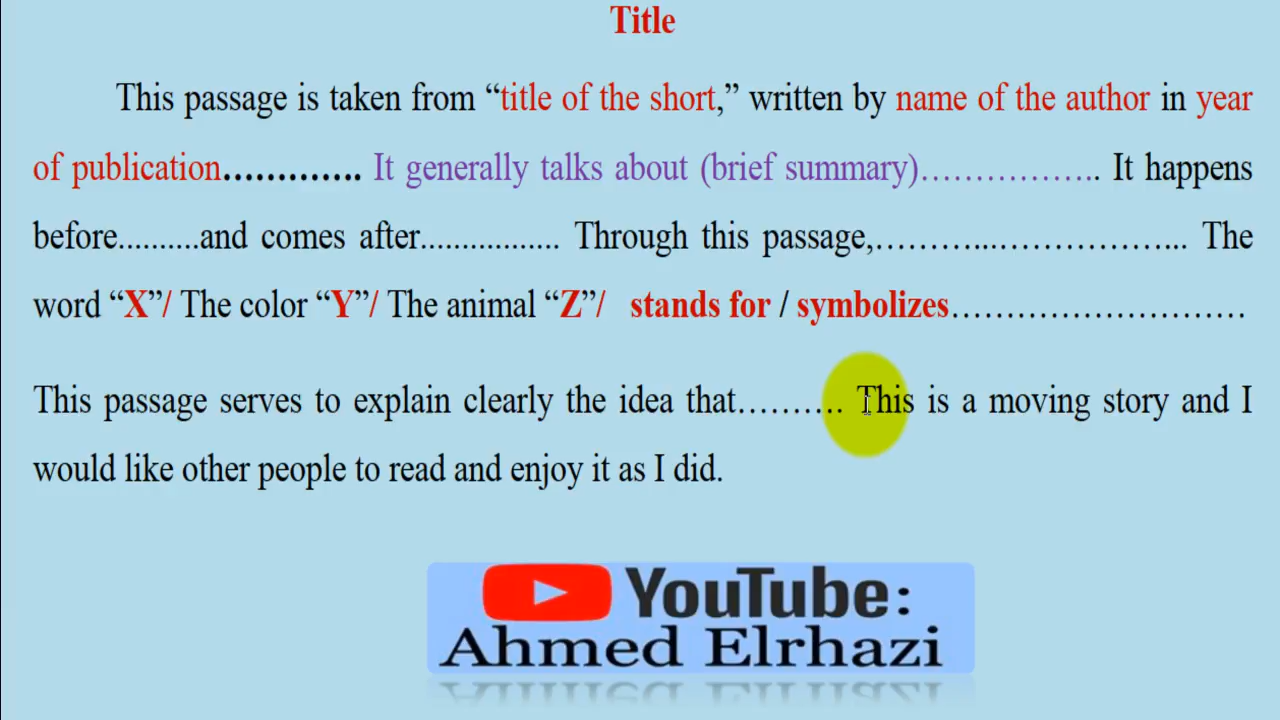 Title
This passage is taken from “title of the short,” written by name of the author in year
of publication…………. It generally talks about (brief summary)…………….. It happens
before..........and comes after................ Through this passage,………...………………... The
word “X”/ The color “Y”/ The animal “Z”/ stands for / symbolizes………………………
This passage serves to explain clearly the idea that………. This is a moving story and I
would like other people to read and enjoy it as I did.
YouTube:
Ahmed Elrhazi